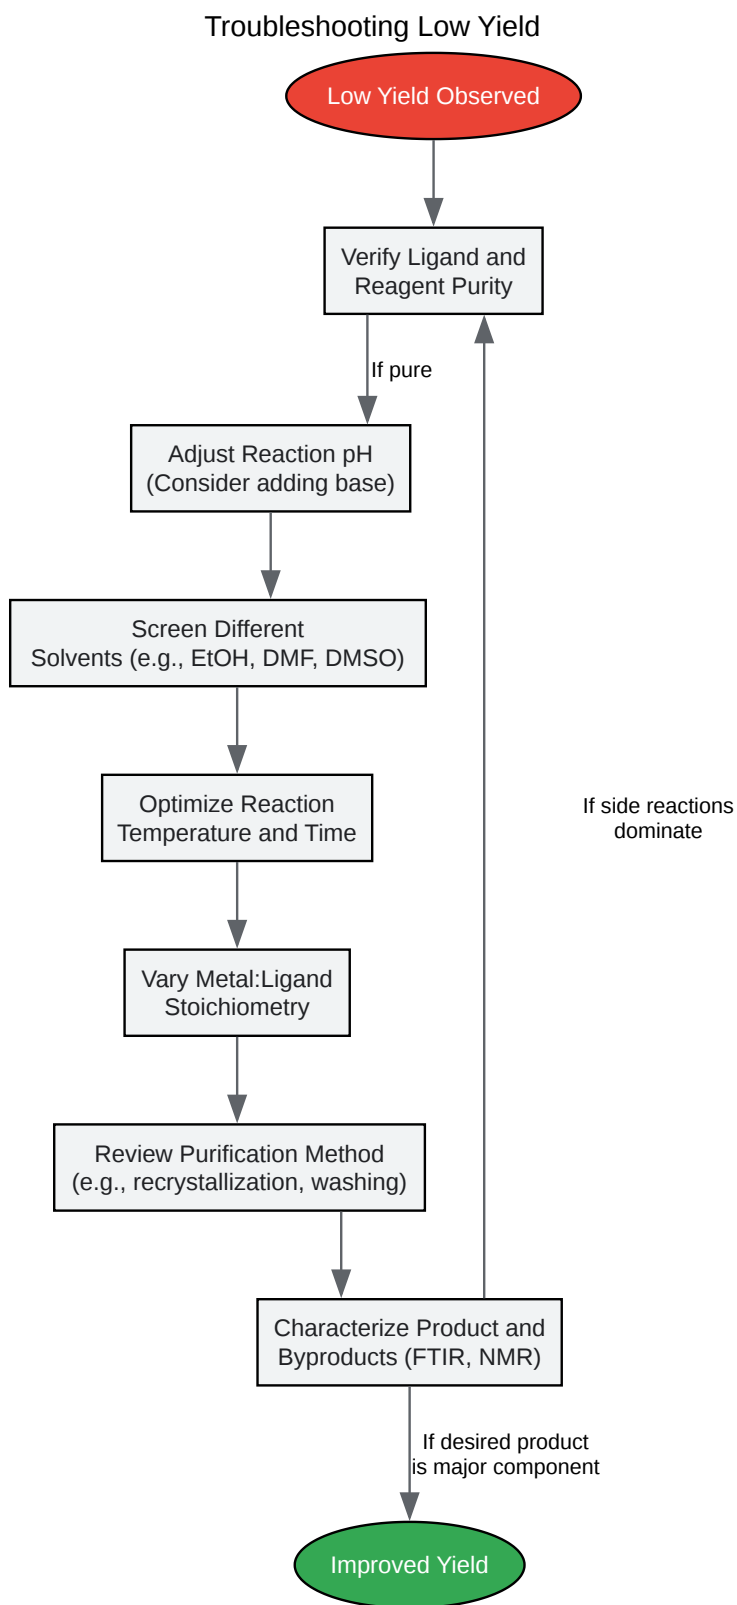 Troubleshooting Low Yield
Low Yield Observed
Verify Ligand and
Reagent Purity
If pure
Adjust Reaction pH
(Consider adding base)
Screen Different
Solvents (e.g., EtOH, DMF, DMSO)
Optimize Reaction
Temperature and Time
If side reactions
dominate
Vary Metal:Ligand
Stoichiometry
Review Purification Method
(e.g., recrystallization, washing)
Characterize Product and
Byproducts (FTIR, NMR)
If desired product
is major component
Improved Yield